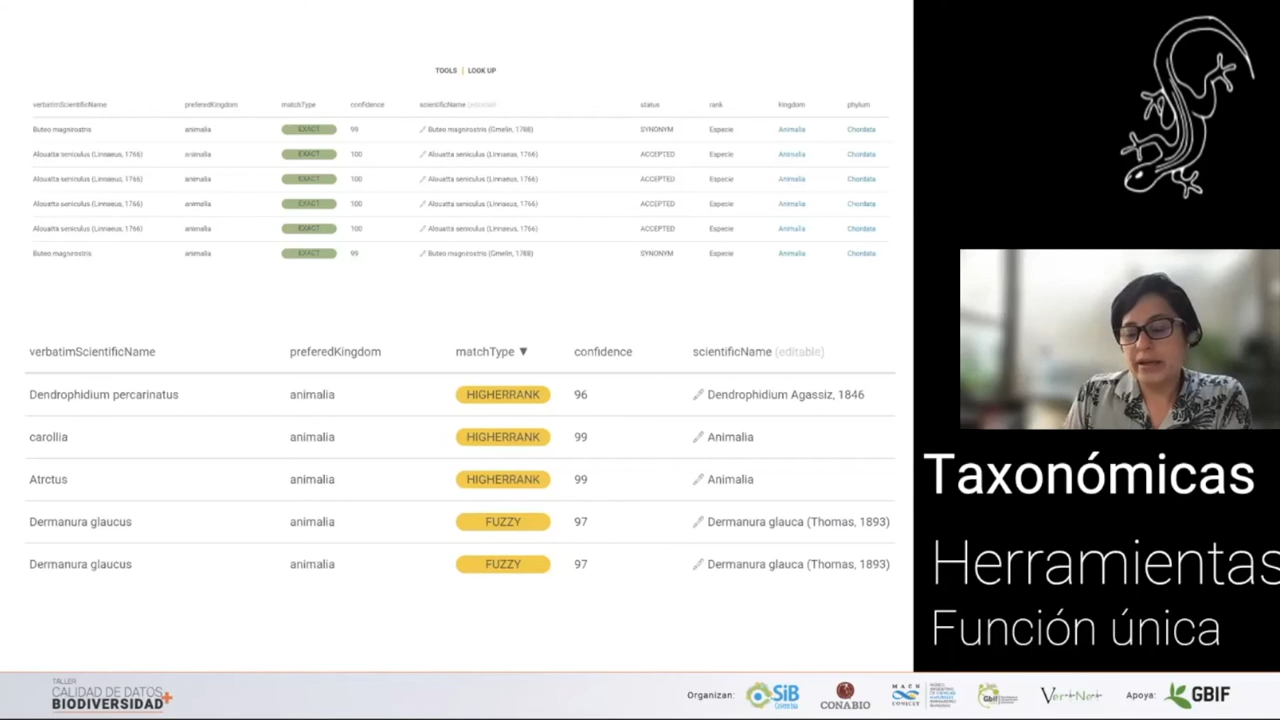 TOOLS | LOOK UP
verbatimScientificName preferedKingdom matchType confidence scientificName (editable) status rank kingdom phylum
Buteo magnirostris animalia EXACT 99 Buteo magnirostris (Gmelin, 1788) SYNONYM Especie Animalia Chordata
Alouatta seniculus (Linnaeus, 1766) animalia EXACT 100 Alouatta seniculus (Linnaeus, 1766) ACCEPTED Especie Animalia Chordata
Alouatta seniculus (Linnaeus, 1766) animalia EXACT 100 Alouatta seniculus (Linnaeus, 1766) ACCEPTED Especie Animalia Chordata
Alouatta seniculus (Linnaeus, 1766) animalia EXACT 100 Alouatta seniculus (Linnaeus, 1766) ACCEPTED Especie Animalia Chordata
Alouatta seniculus (Linnaeus, 1766) animalia EXACT 100 Alouatta seniculus (Linnaeus, 1766) ACCEPTED Especie Animalia Chordata
Buteo magnirostris animalia EXACT 99 Buteo magnirostris (Gmelin, 1788) SYNONYM Especie Animalia Chordata
verbatimScientificName preferedKingdom matchType ▼ confidence scientificName (editable)
Dendrophidium percarinatus animalia HIGHERRANK 96 Dendrophidium Agassiz, 1846
carollia animalia HIGHERRANK 99 Animalia
Atrctus animalia HIGHERRANK 99 Animalia
Dermanura glaucus animalia FUZZY 97 Dermanura glauca (Thomas, 1893)
Dermanura glaucus animalia FUZZY 97 Dermanura glauca (Thomas, 1893)
Taxonómicas
Herramientas
Función única
TALLER
CALIDAD DE DATOS
BIODIVERSIDAD+
Organizan: SiB Colombia CONABIO MACN CONICET Gbif VertNet Apoya: GBIF